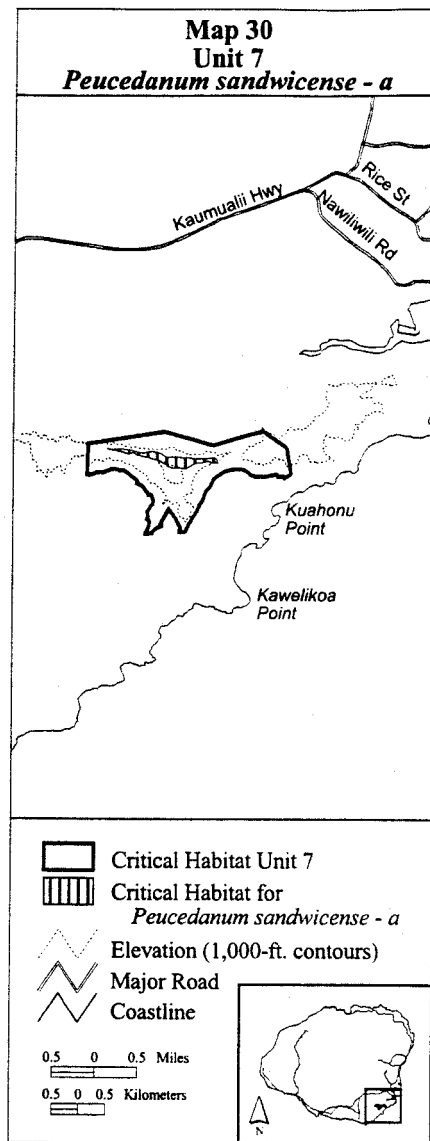 Map 30
Unit 7
Peucedanum sandwicense - a
Rice St
Kaumualii Hwy
Nawiliwili Rd
Kuahonu
Point
Kawelikoa
Point
Critical Habitat Unit 7
Critical Habitat for
Peucedanum sandwicense - a
Elevation (1,000-ft. contours)
Major Road
Coastline
0.5 0 0.5 Miles
0.5 0 0.5 Kilometers
N